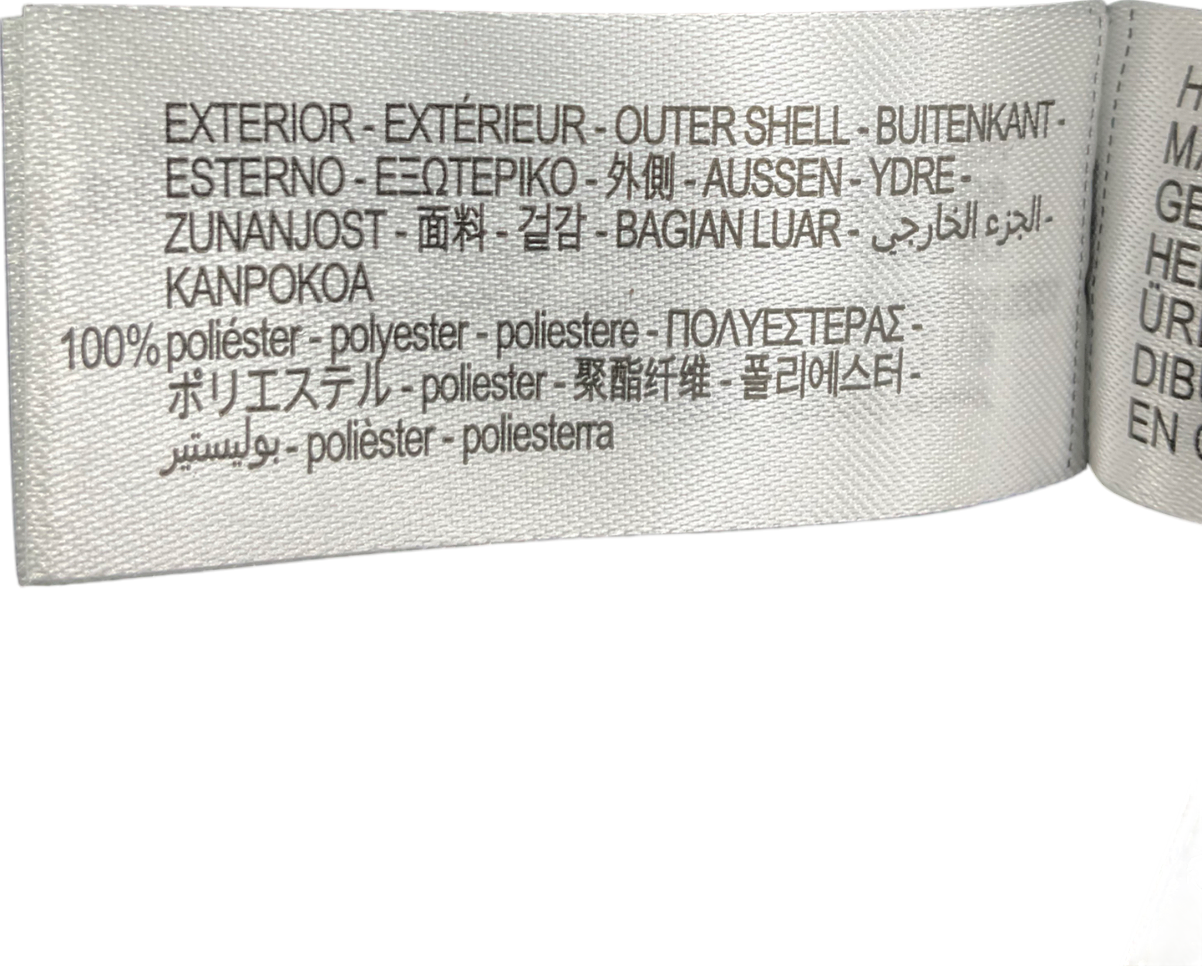 EXTERIOR - EXTÉRIEUR - OUTER SHELL - BUITENKANT -
ESTERNO - ΕΞΩΤΕΡΙΚΟ - 外側 - AUSSEN - YDRE -
ZUNANJOST - 面料 - 겉감 - BAGIAN LUAR - الجزء الخارجي -
KANPOKOA
100% poliéster - polyester - poliestere - ΠΟΛΥΕΣΤΕΡΑΣ -
ポリエステル - poliester - 聚酯纤维 - 폴리에스터 -
بوليستير - polièster - poliesterra
EN